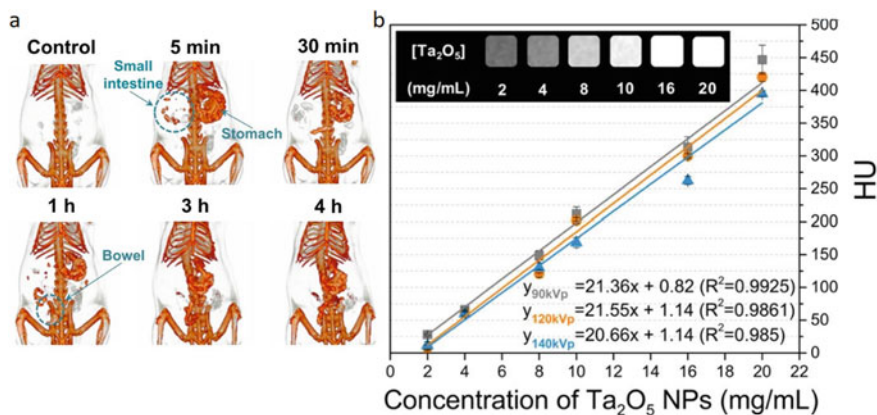 a
Control
5 min
30 min
Small
intestine
Stomach
1 h
3 h
4 h
Bowel
b
[Ta₂O₅]
(mg/mL)
2 4 8 10 16 20
500
450
400
350
300
250
200
150
100
50
0
HU
y90kVp=21.36x + 0.82 (R²=0.9925)
y120kVp=21.55x + 1.14 (R²=0.9861)
y140kVp=20.66x + 1.14 (R²=0.985)
0 2 4 6 8 10 12 14 16 18 20 22
Concentration of Ta₂O₅ NPs (mg/mL)